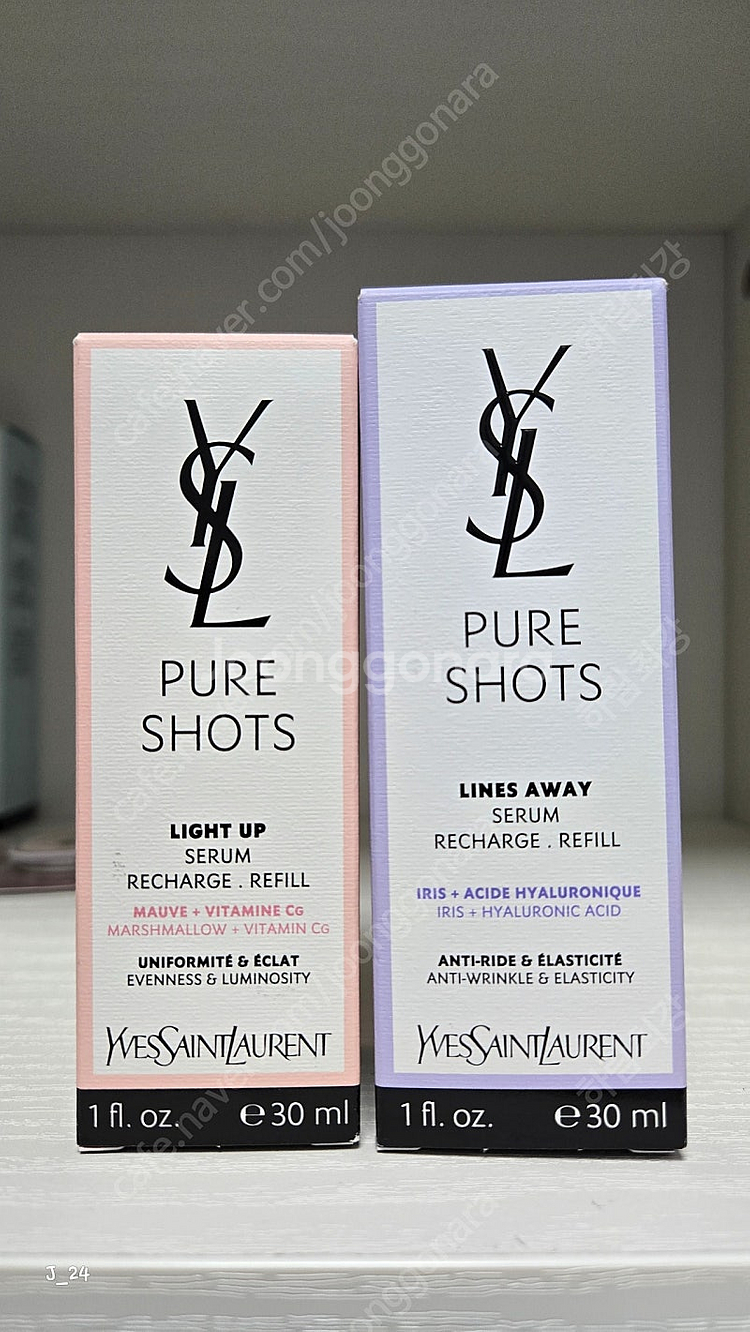 YSL
PURE
SHOTS
LIGHT UP
SERUM
RECHARGE . REFILL
MAUVE + VITAMINE CG
MARSHMALLOW + VITAMIN CG
UNIFORMITÉ & ÉCLAT
EVENNESS & LUMINOSITY
YVESSAINTLAURENT
1 fl. oz. ℮30 ml
YSL
PURE
SHOTS
LINES AWAY
SERUM
RECHARGE . REFILL
IRIS + ACIDE HYALURONIQUE
IRIS + HYALURONIC ACID
ANTI-RIDE & ÉLASTICITÉ
ANTI-WRINKLE & ELASTICITY
YVESSAINTLAURENT
1 fl. oz. ℮30 ml
Joonggonara
cafe.naver.com/joonggonara
J_24